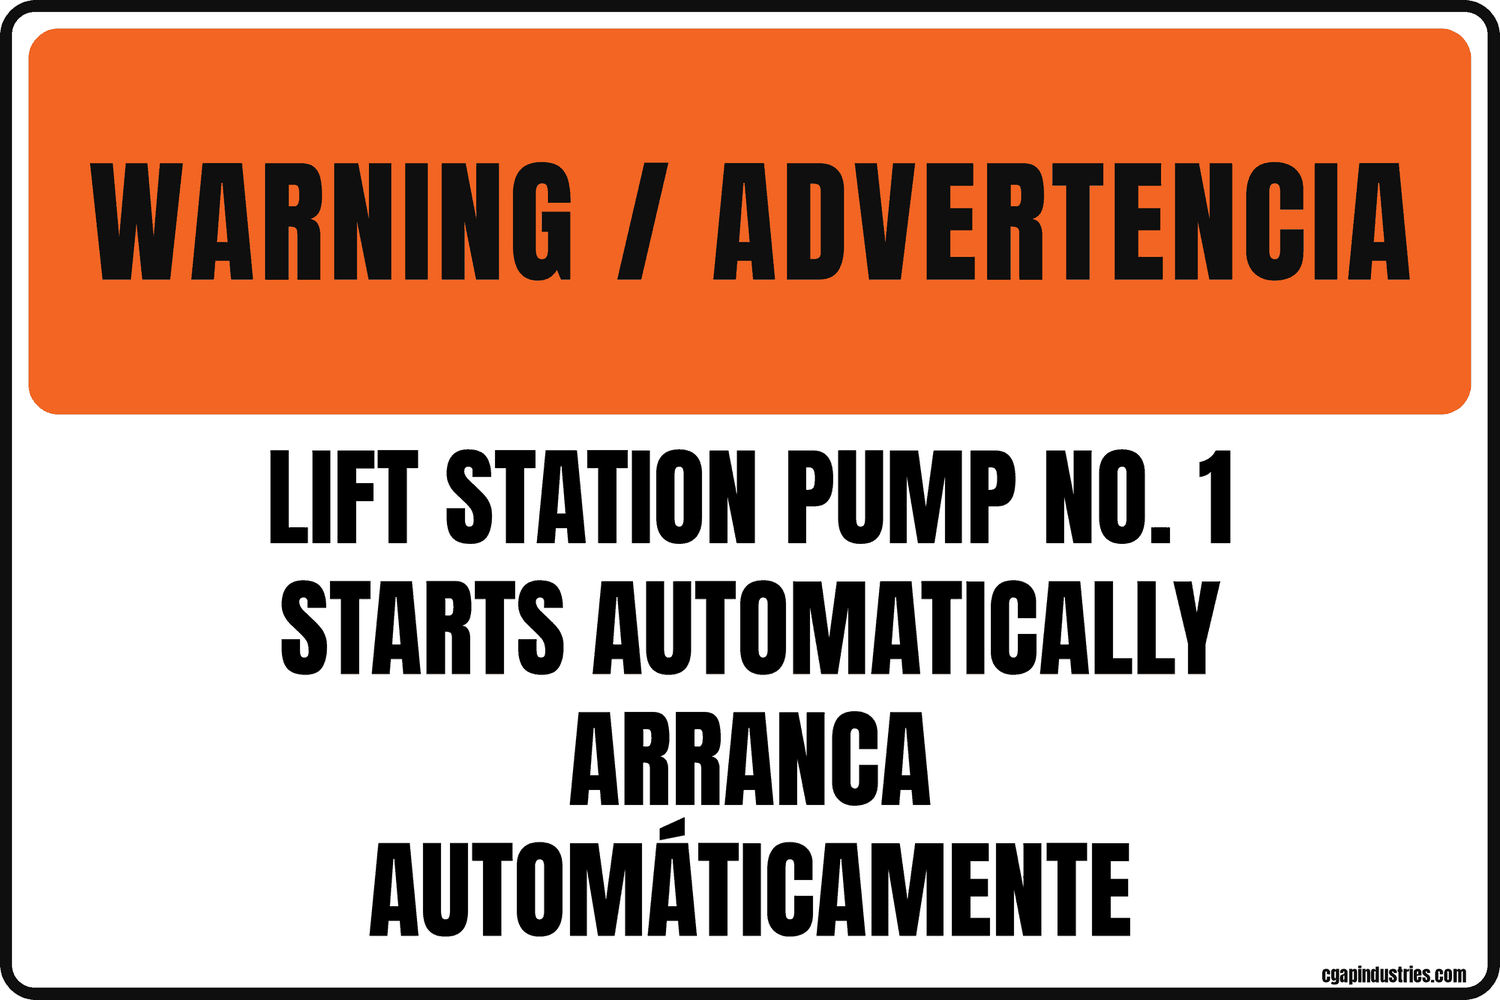 WARNING / ADVERTENCIA
LIFT STATION PUMP NO. 1
STARTS AUTOMATICALLY
ARRANCA
AUTOMÁTICAMENTE
cgapindustries.com